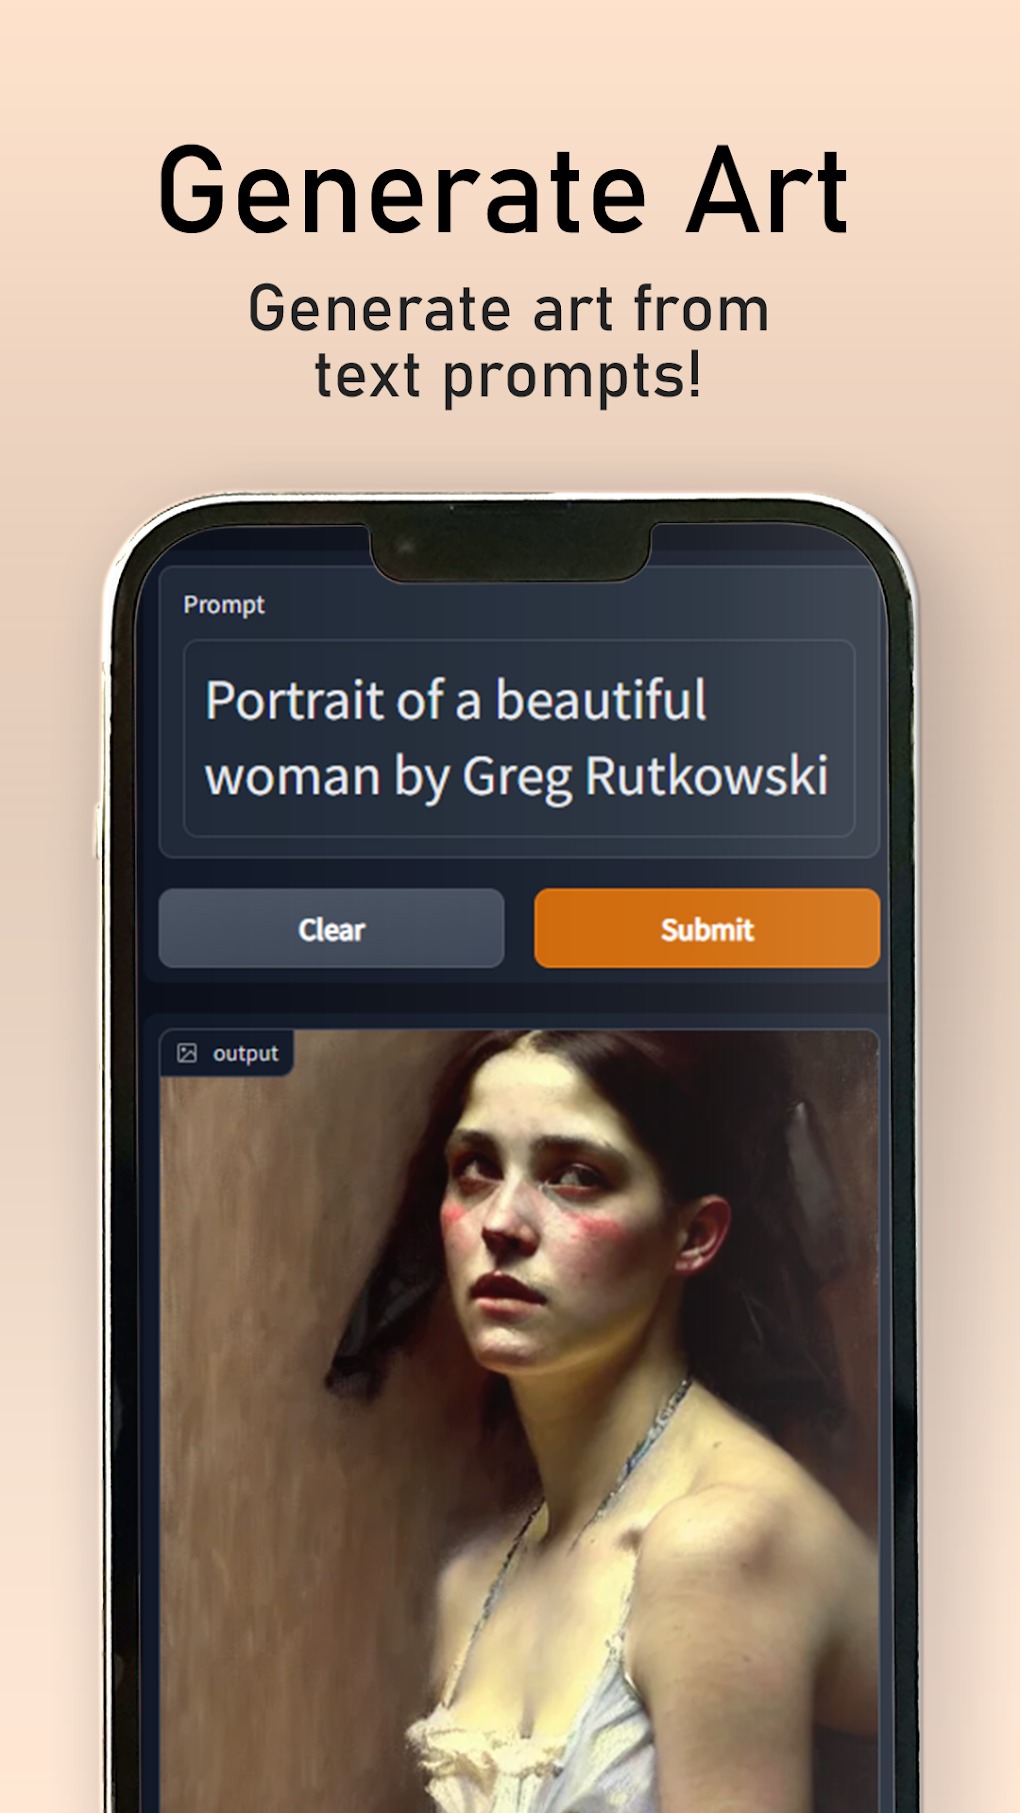 Generate Art
Generate art from
text prompts!
Prompt
Portrait of a beautiful
woman by Greg Rutkowski
Clear
Submit
output